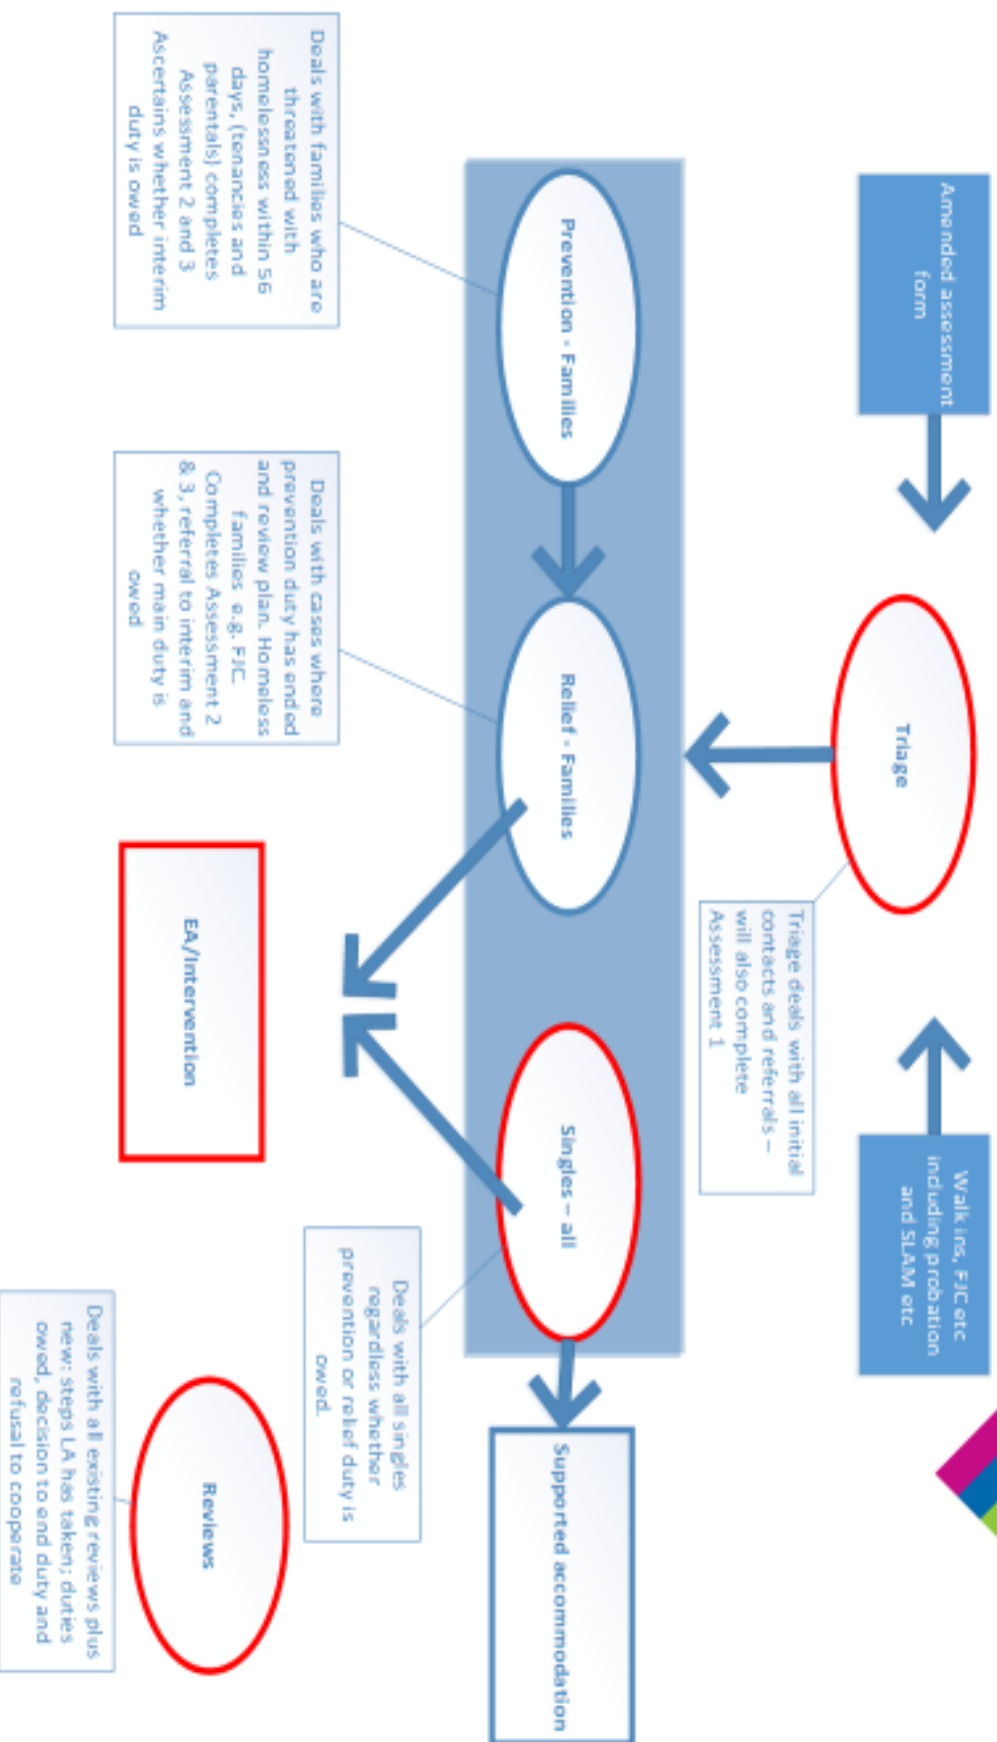 Amended assessment
form
Triage
Walk ins, FJC etc
including probation
and SLAM etc
Triage deals with all initial
contacts and referrals –
will also complete
Assessment 1
Prevention - Families
Relief - Families
Singles – all
Supported accommodation
Deals with families who are
threatened with
homelessness within 56
days, (tenancies and
parentals) completes
Assessment 2 and 3
Ascertains whether interim
duty is owed
Deals with cases where
prevention duty has ended
and review plan. Homeless
families e.g. FJC.
Completes Assessment 2
& 3, referral to interim and
whether main duty is
owed
Deals with all singles
regardless whether
prevention or relief duty is
owed.
EA/Intervention
Reviews
Deals with all existing reviews plus
new: steps LA has taken; duties
owed, decision to end duty and
refusal to cooperate